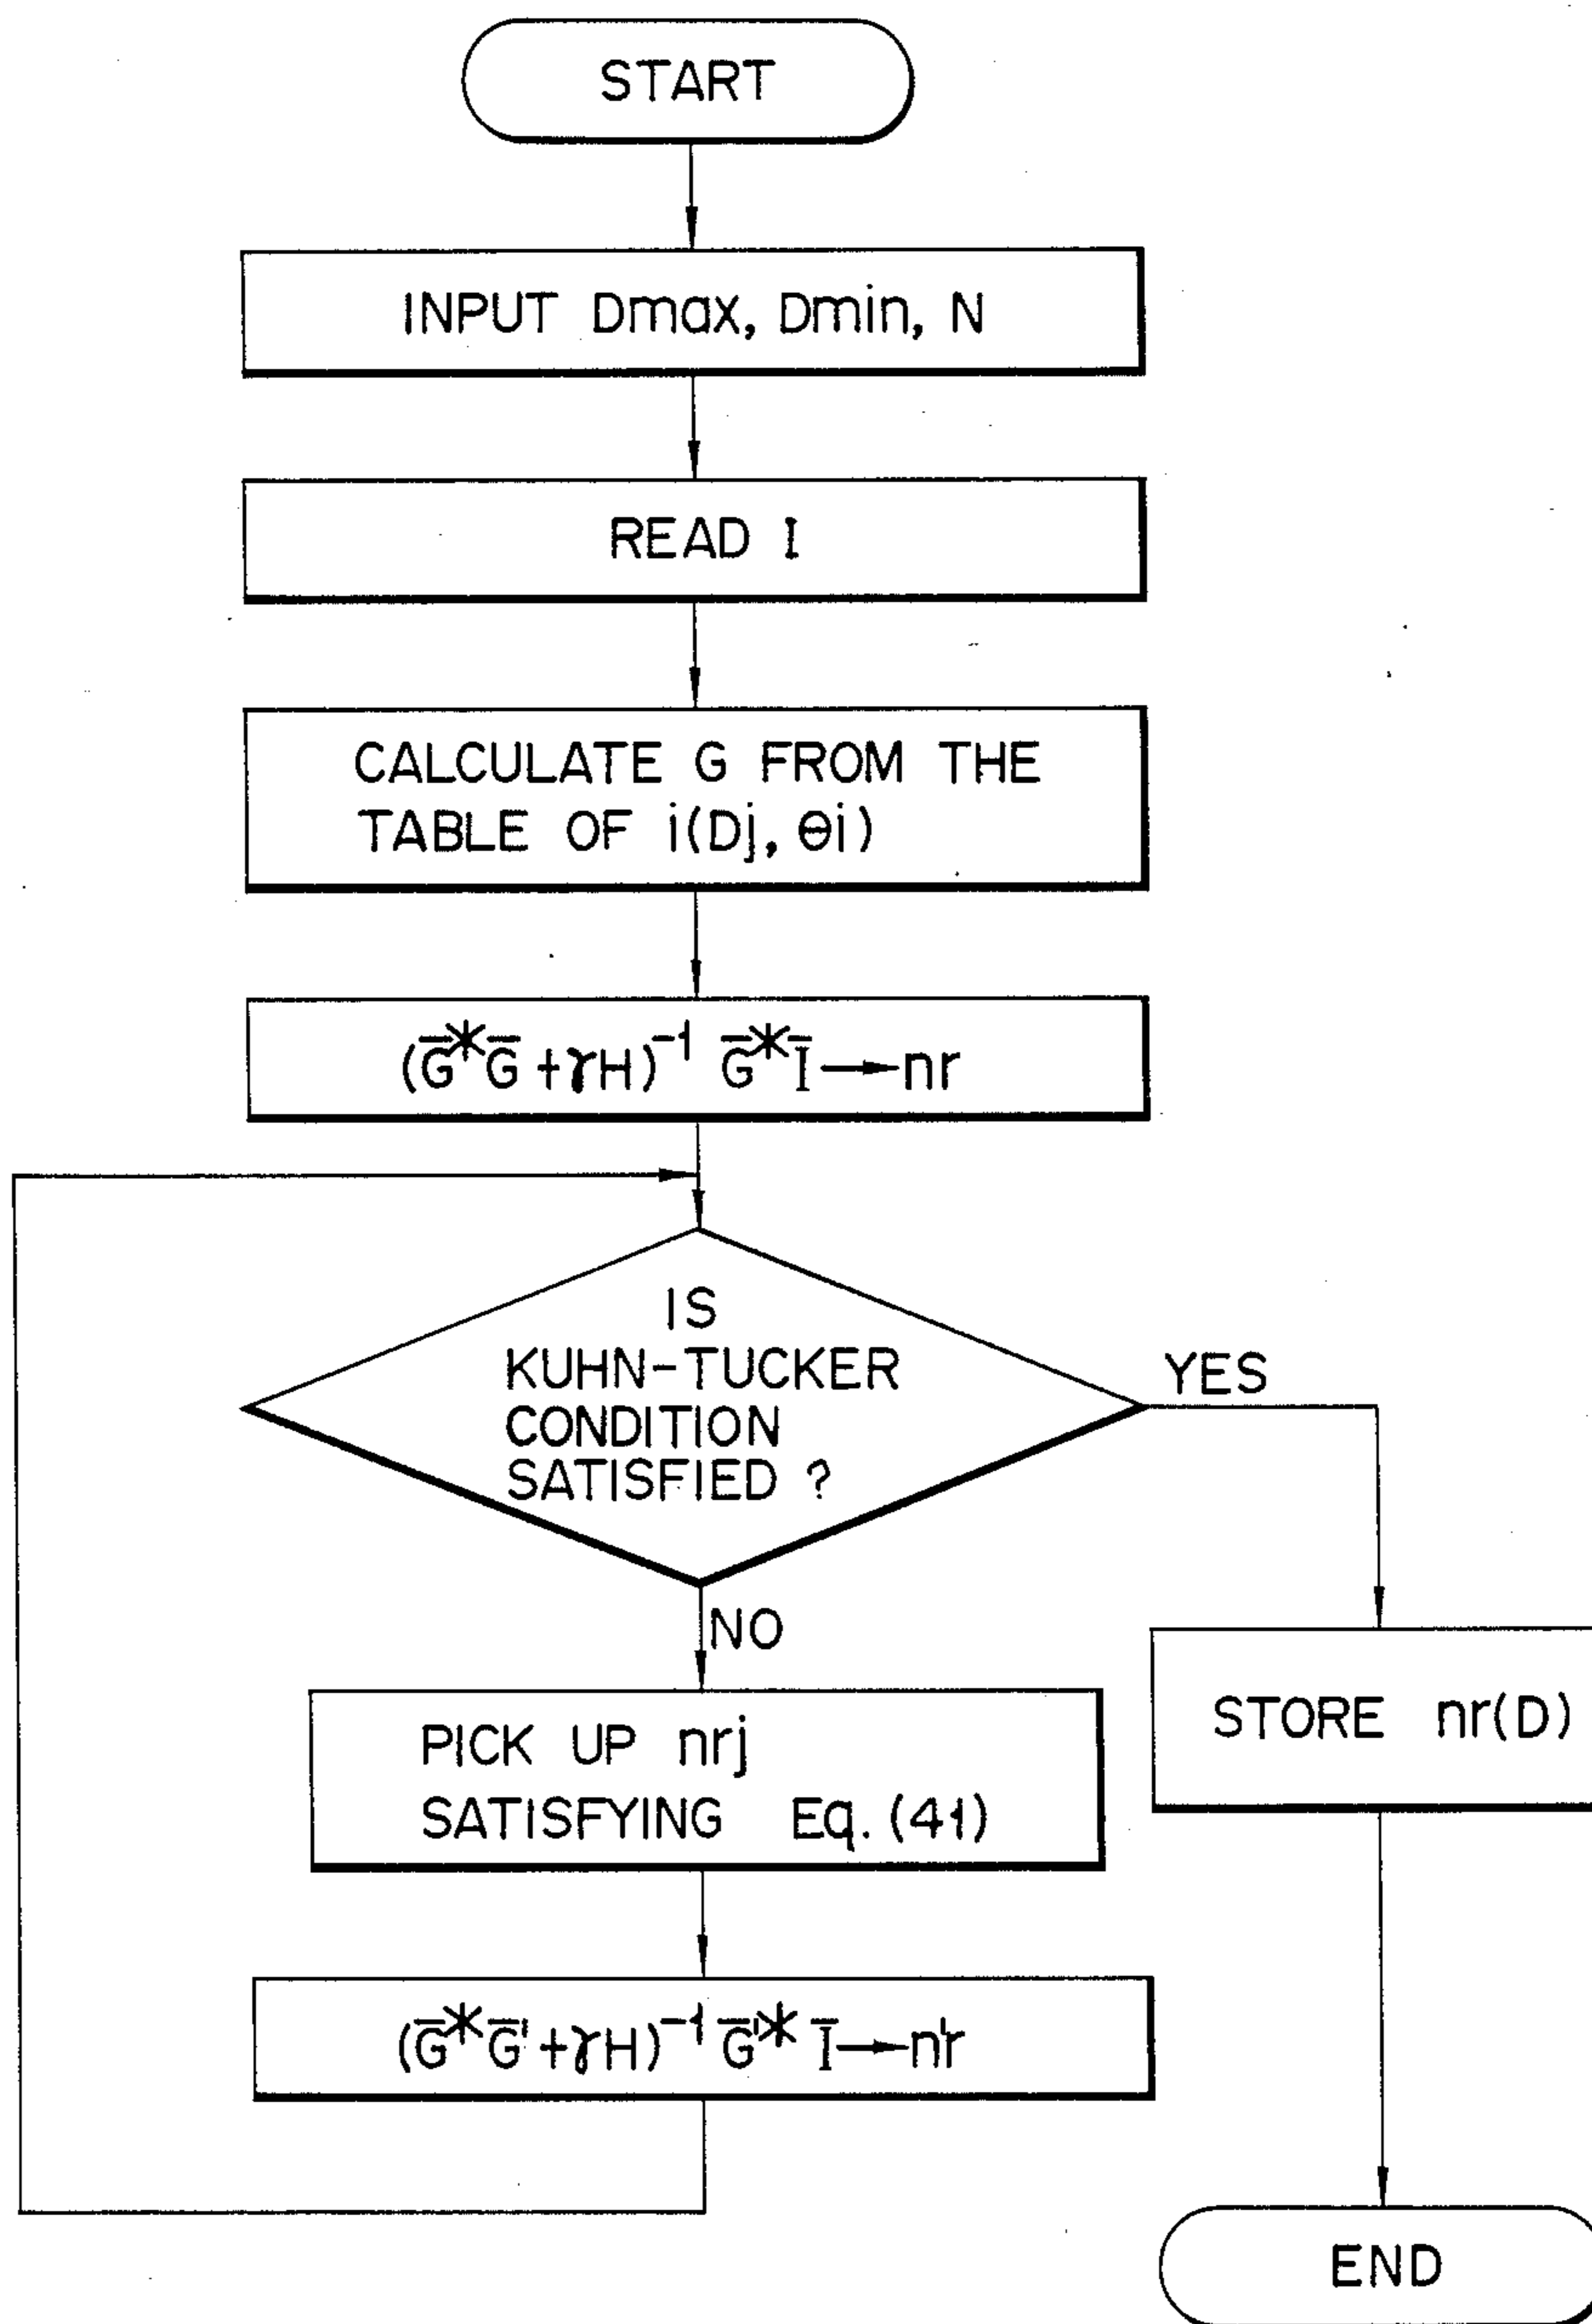 START
INPUT Dmax, Dmin, N
READ I
CALCULATE G FROM THE
TABLE OF i(Dj, θi)
(G̅*G̅+γH)⁻¹ G̅*I̅→nr
IS
KUHN-TUCKER
CONDITION
SATISFIED ?
YES
NO
PICK UP nrj
SATISFYING Eq. (41)
STORE nr(D)
(G̅*G̅'+γH)⁻¹ G̅'* I̅→n'r
END